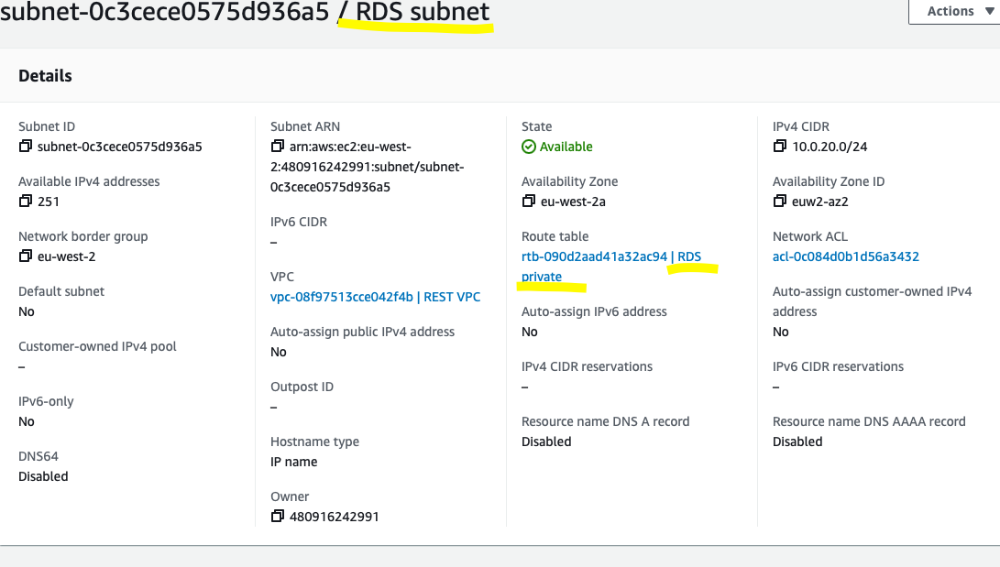 subnet-0c3cece0575d936a5 / RDS subnet
Actions
Details
Subnet ID
subnet-0c3cece0575d936a5
Available IPv4 addresses
251
Network border group
eu-west-2
Default subnet
No
Customer-owned IPv4 pool
–
IPv6-only
No
DNS64
Disabled
Subnet ARN
arn:aws:ec2:eu-west-
2:480916242991:subnet/subnet-
0c3cece0575d936a5
IPv6 CIDR
–
VPC
vpc-08f97513cce042f4b | REST VPC
Auto-assign public IPv4 address
No
Outpost ID
–
Hostname type
IP name
Owner
480916242991
State
Available
Availability Zone
eu-west-2a
Route table
rtb-090d2aad41a32ac94 | RDS
private
Auto-assign IPv6 address
No
IPv4 CIDR reservations
–
Resource name DNS A record
Disabled
IPv4 CIDR
10.0.20.0/24
Availability Zone ID
euw2-az2
Network ACL
acl-0c084d0b1d56a3432
Auto-assign customer-owned IPv4
address
No
IPv6 CIDR reservations
–
Resource name DNS AAAA record
Disabled